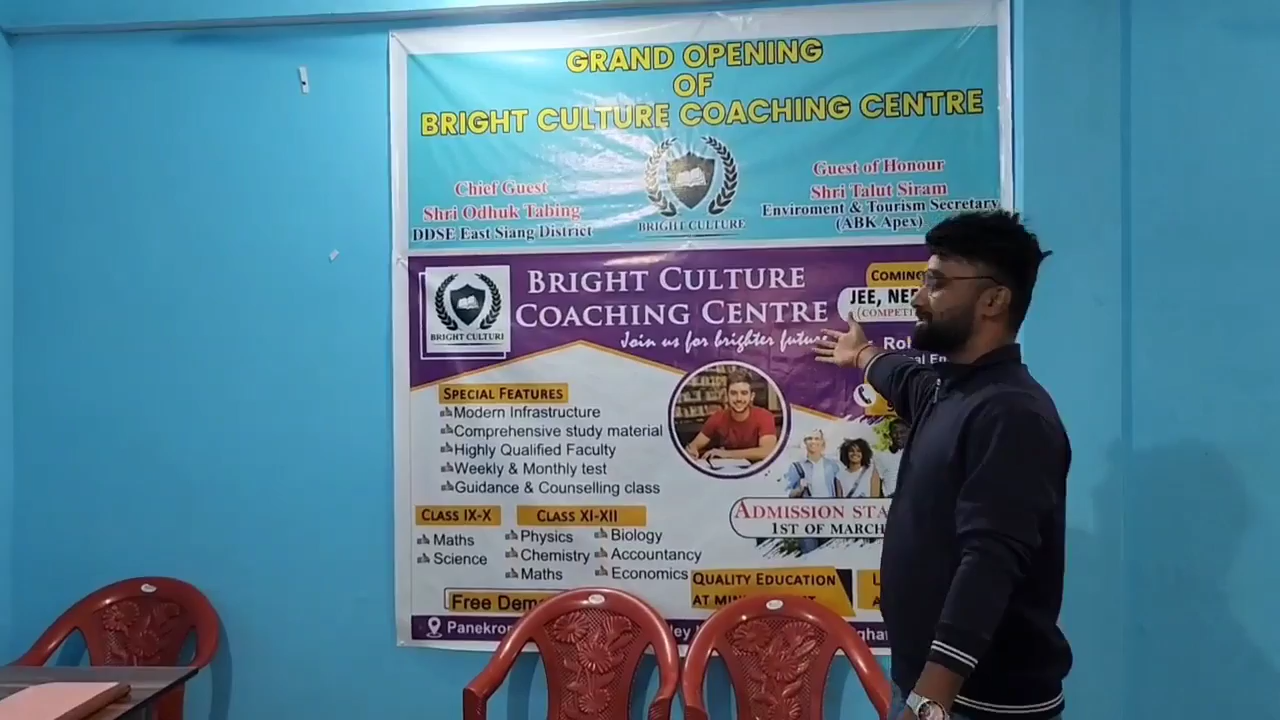 GRAND OPENING
OF
BRIGHT CULTURE COACHING CENTRE
Chief Guest
Shri Odhuk Tabing
DDSE East Siang District
BRIGHT CULTURE
Guest of Honour
Shri Talut Siram
Enviroment & Tourism Secretary
(ABK Apex)
BRIGHT CULTURE
COACHING CENTRE
Join us for brighter future
BRIGHT CULTURE
COMING
JEE,
SPECIAL FEATURES
Modern Infrastructure
Comprehensive study material
Highly Qualified Faculty
Weekly & Monthly test
Guidance & Counselling class
CLASS IX-X
Maths
Science
CLASS XI-XII
Physics
Chemistry
Maths
Biology
Accountancy
Economics
ADMISSION
1ST OF MARCH
QUALITY EDUCATION
AT
Free